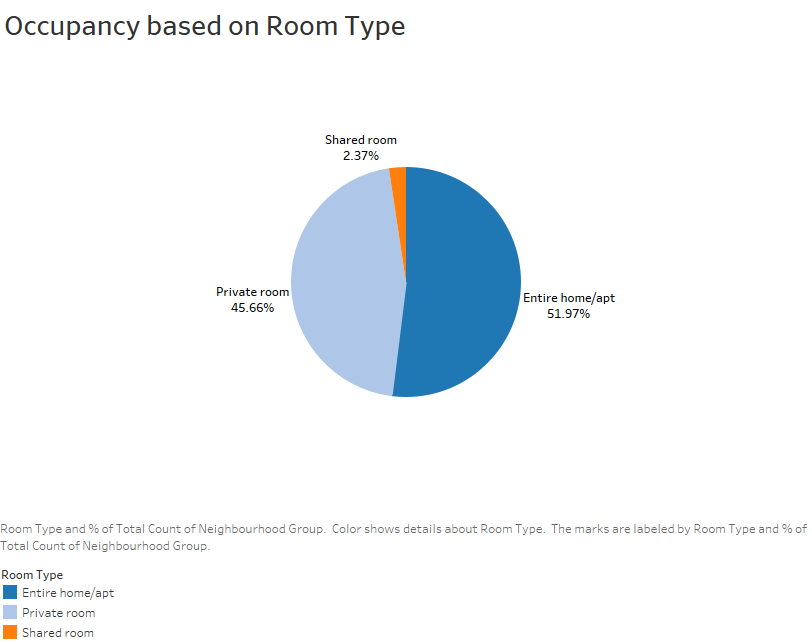 Occupancy based on Room Type
Shared room
2.37%
Private room
45.66%
Entire home/apt
51.97%
Room Type and % of Total Count of Neighbourhood Group.  Color shows details about Room Type.  The marks are labeled by Room Type and % of
Total Count of Neighbourhood Group.
Room Type
Entire home/apt
Private room
Shared room